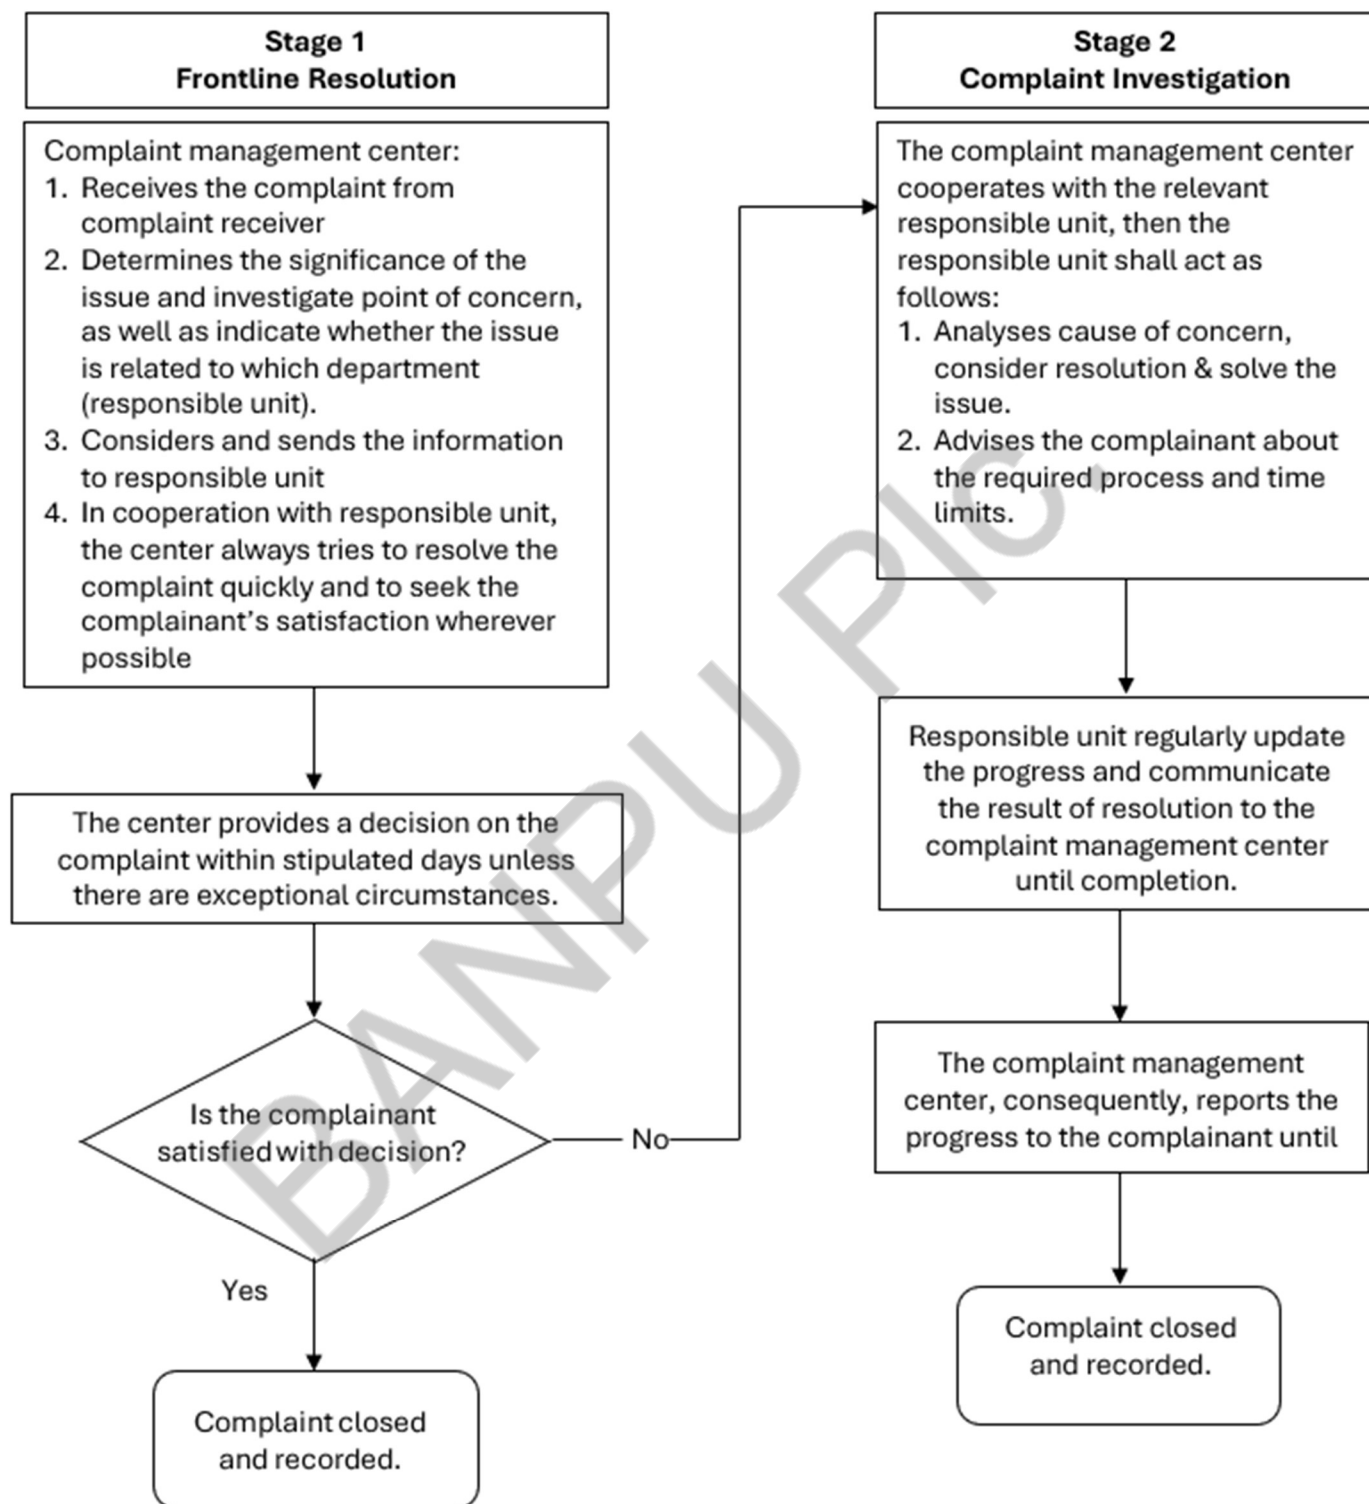 Stage 1
Frontline Resolution
Complaint management center:
1. Receives the complaint from
complaint receiver
2. Determines the significance of the
issue and investigate point of concern,
as well as indicate whether the issue
is related to which department
(responsible unit).
3. Considers and sends the information
to responsible unit
4. In cooperation with responsible unit,
the center always tries to resolve the
complaint quickly and to seek the
complainant’s satisfaction wherever
possible
The center provides a decision on the
complaint within stipulated days unless
there are exceptional circumstances.
Is the complainant
satisfied with decision?
No
Yes
Complaint closed
and recorded.
Stage 2
Complaint Investigation
The complaint management center
cooperates with the relevant
responsible unit, then the
responsible unit shall act as
follows:
1. Analyses cause of concern,
consider resolution & solve the
issue.
2. Advises the complainant about
the required process and time
limits.
Responsible unit regularly update
the progress and communicate
the result of resolution to the
complaint management center
until completion.
The complaint management
center, consequently, reports the
progress to the complainant until
Complaint closed
and recorded.
BANPU Plc.